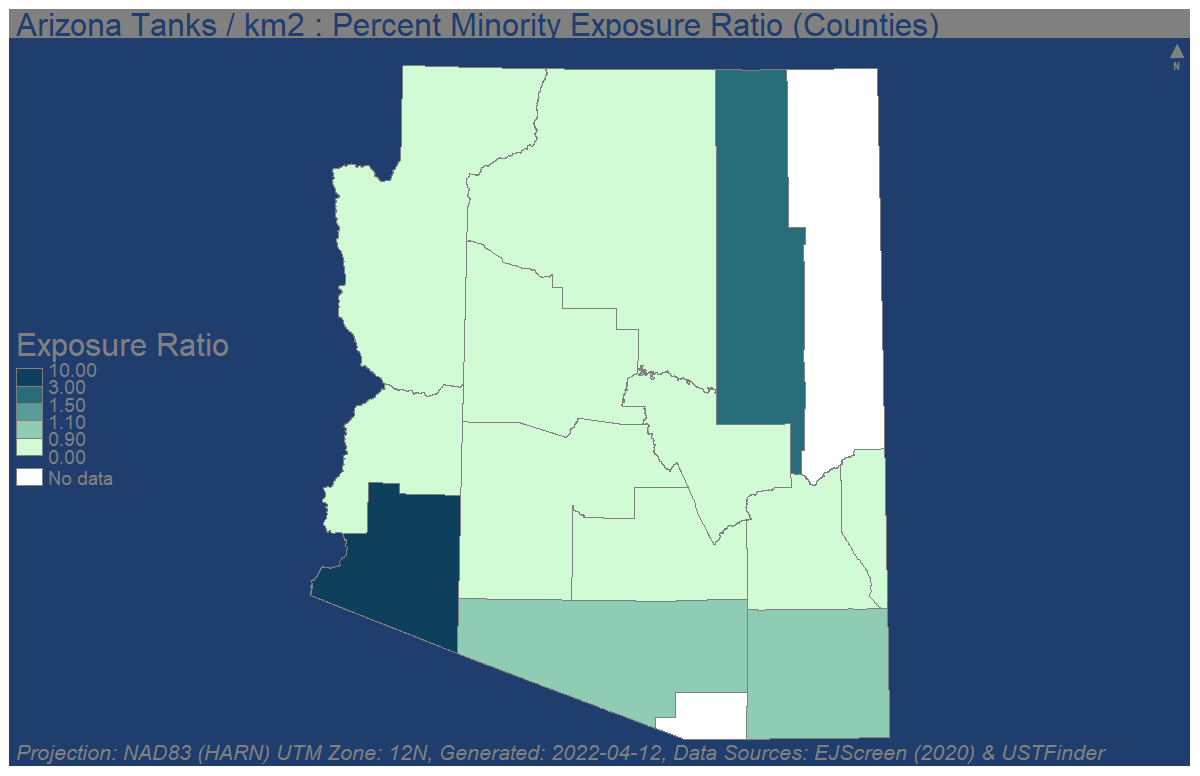 Arizona Tanks / km2 : Percent Minority Exposure Ratio (Counties)
N
Exposure Ratio
10.00
3.00
1.50
1.10
0.90
0.00
No data
Projection: NAD83 (HARN) UTM Zone: 12N, Generated: 2022-04-12, Data Sources: EJScreen (2020) & USTFinder